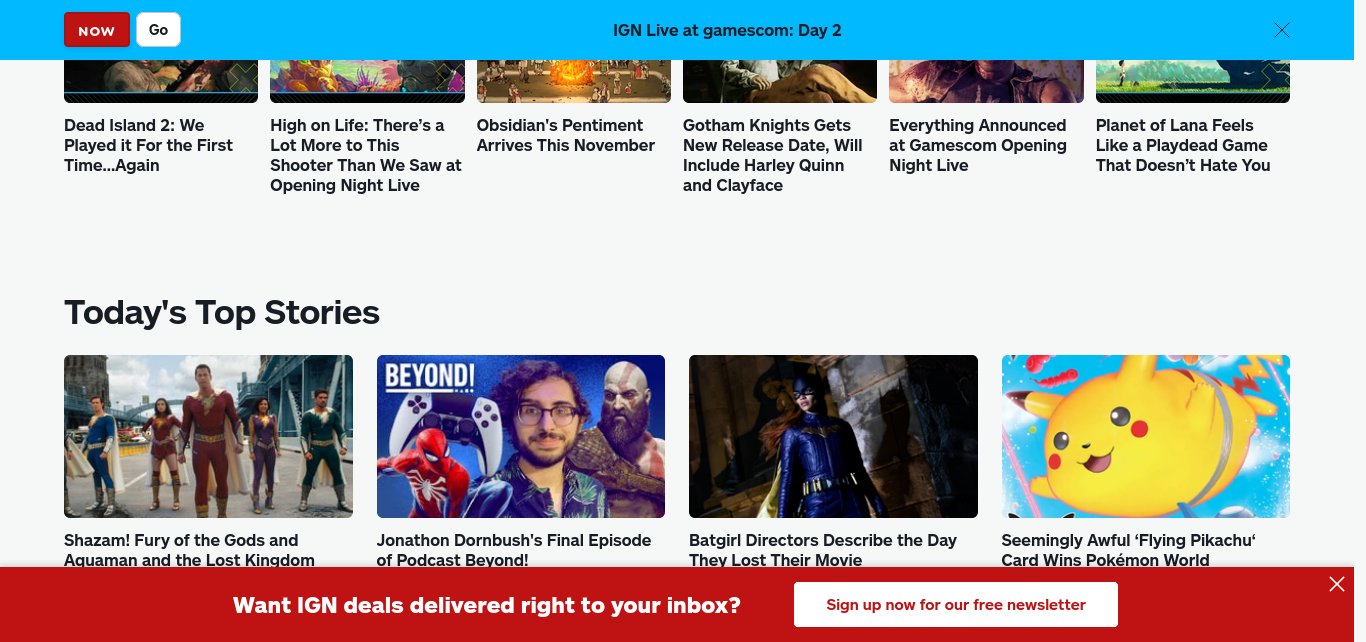 NOW
Go
IGN Live at gamescom: Day 2
Dead Island 2: We
Played it For the First
Time...Again
High on Life: There’s a
Lot More to This
Shooter Than We Saw at
Opening Night Live
Obsidian's Pentiment
Arrives This November
Gotham Knights Gets
New Release Date, Will
Include Harley Quinn
and Clayface
Everything Announced
at Gamescom Opening
Night Live
Planet of Lana Feels
Like a Playdead Game
That Doesn’t Hate You
Today's Top Stories
BEYOND!
Shazam! Fury of the Gods and
Aquaman and the Lost Kingdom
Jonathon Dornbush's Final Episode
of Podcast Beyond!
Batgirl Directors Describe the Day
They Lost Their Movie
Seemingly Awful ‘Flying Pikachu‘
Card Wins Pokémon World
Want IGN deals delivered right to your inbox?
Sign up now for our free newsletter